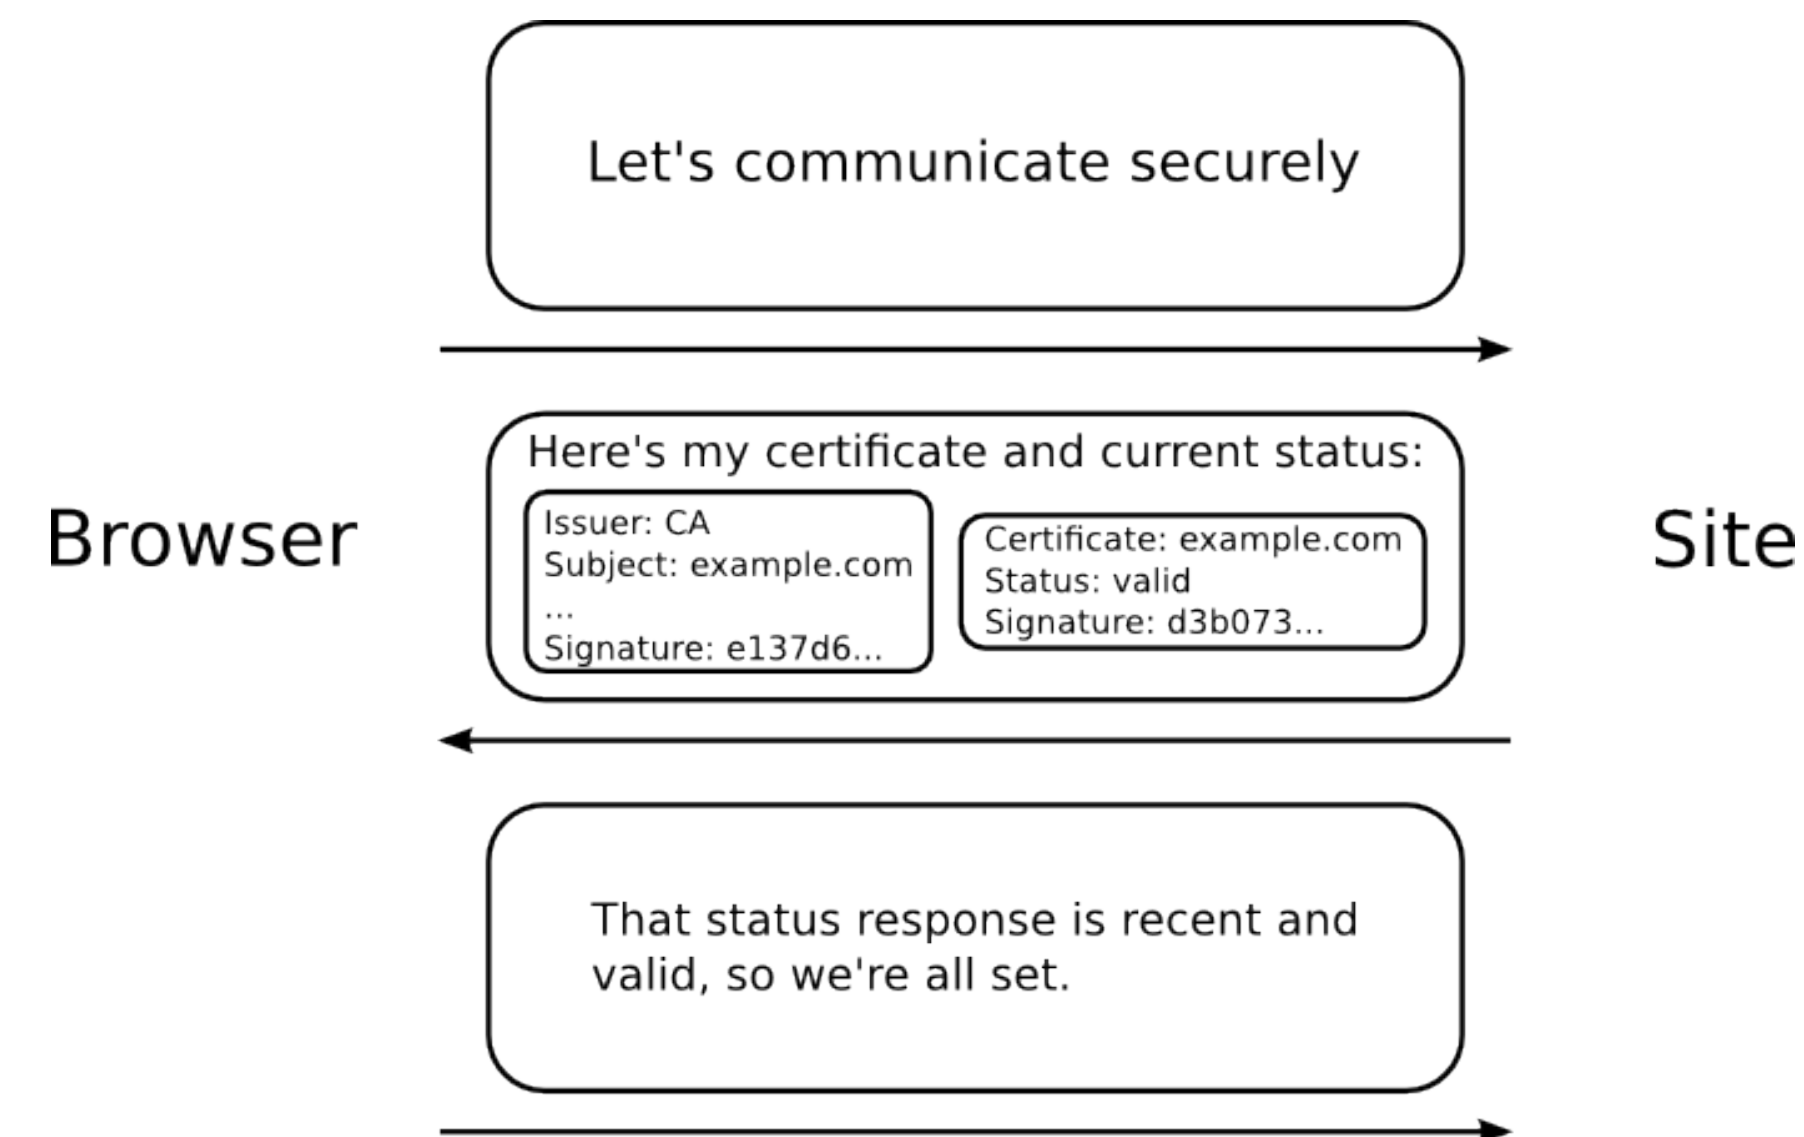 Let's communicate securely
Here's my certificate and current status:
Issuer: CA
Subject: example.com
...
Signature: e137d6...
Certificate: example.com
Status: valid
Signature: d3b073...
Browser
Site
That status response is recent and
valid, so we're all set.